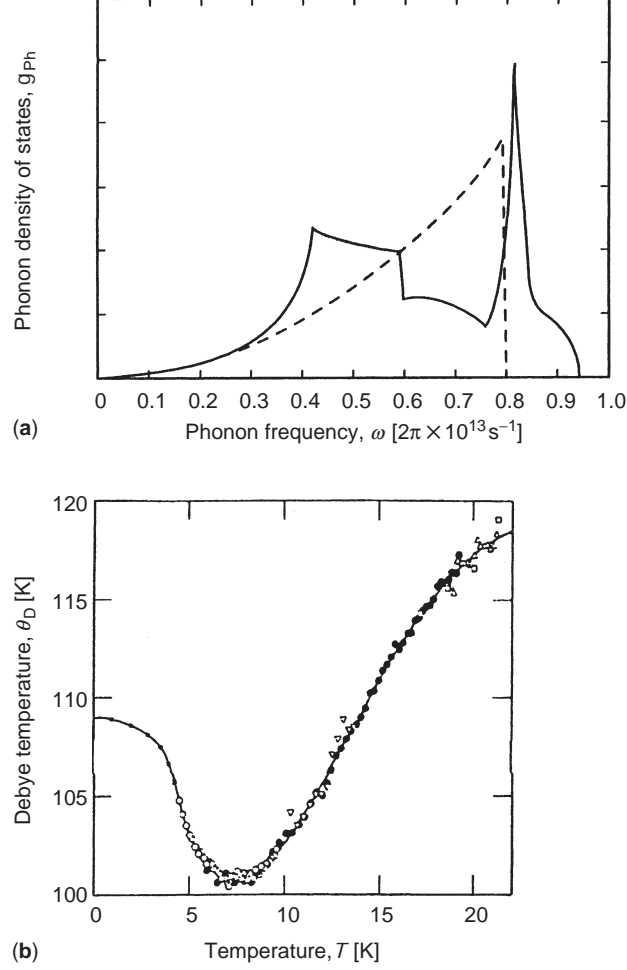 Phonon density of states, gPh
0 0.1 0.2 0.3 0.4 0.5 0.6 0.7 0.8 0.9 1.0
(a)
Phonon frequency, ω [2π × 10¹³ s⁻¹]
120
115
110
105
100
Debye temperature, θD [K]
0 5 10 15 20
(b)
Temperature, T [K]